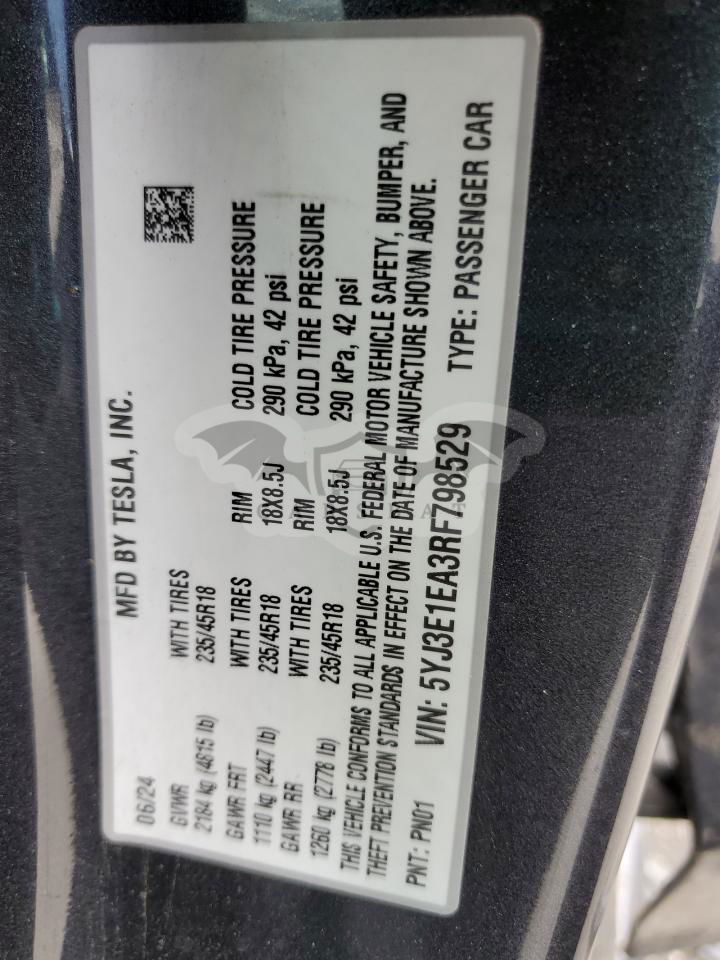 MFD BY TESLA, INC.
06/24
GVWR WITH TIRES
2184 kg (4815 lb) 235/45R18
GAWR FRT WITH TIRES RIM COLD TIRE PRESSURE
1110 kg (2447 lb) 235/45R18 18X8.5J 290 kPa, 42 psi
GAWR RR WITH TIRES RIM COLD TIRE PRESSURE
1260 kg (2778 lb) 235/45R18 18X8.5J 290 kPa, 42 psi
THIS VEHICLE CONFORMS TO ALL APPLICABLE U.S. FEDERAL MOTOR VEHICLE SAFETY, BUMPER, AND
THEFT PREVENTION STANDARDS IN EFFECT ON THE DATE OF MANUFACTURE SHOWN ABOVE.
PNT: PN01 VIN: 5YJ3E1EA3RF798529 TYPE: PASSENGER CAR